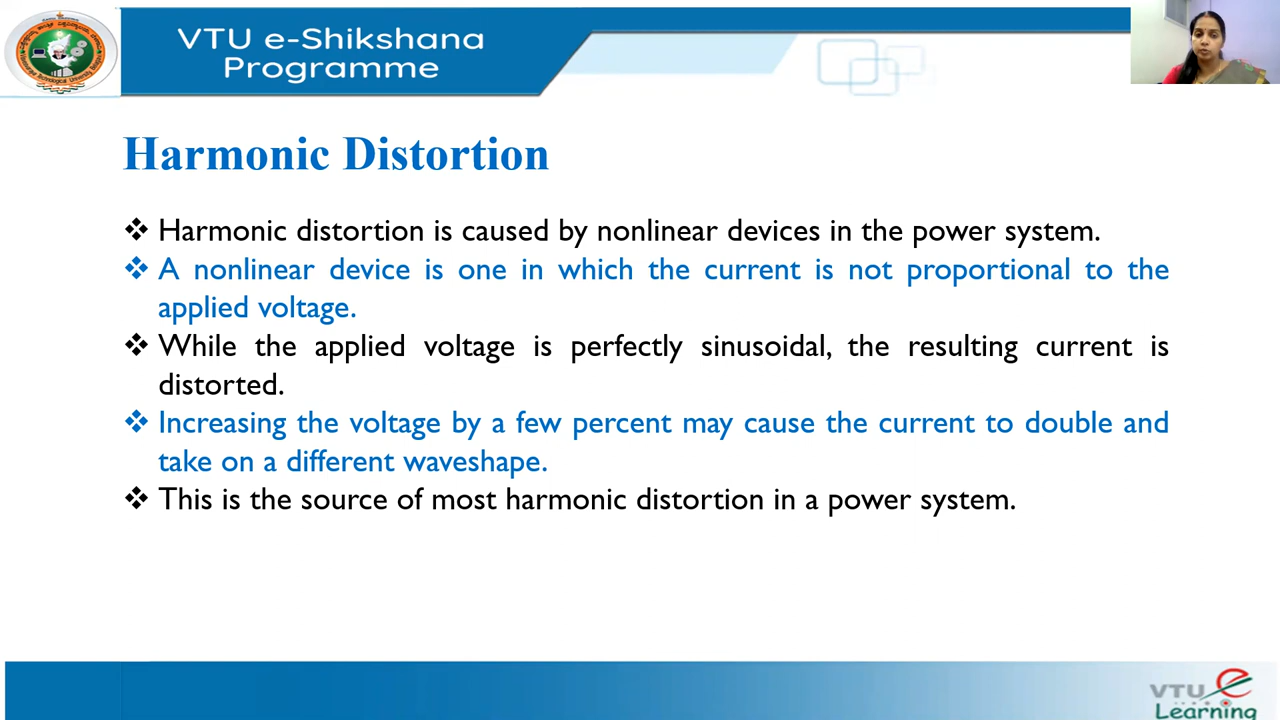 VTU e-Shikshana
Programme
Harmonic Distortion
❖ Harmonic distortion is caused by nonlinear devices in the power system.
❖ A nonlinear device is one in which the current is not proportional to the
applied voltage.
❖ While the applied voltage is perfectly sinusoidal, the resulting current is
distorted.
❖ Increasing the voltage by a few percent may cause the current to double and
take on a different waveshape.
❖ This is the source of most harmonic distortion in a power system.
VTU e
Learning